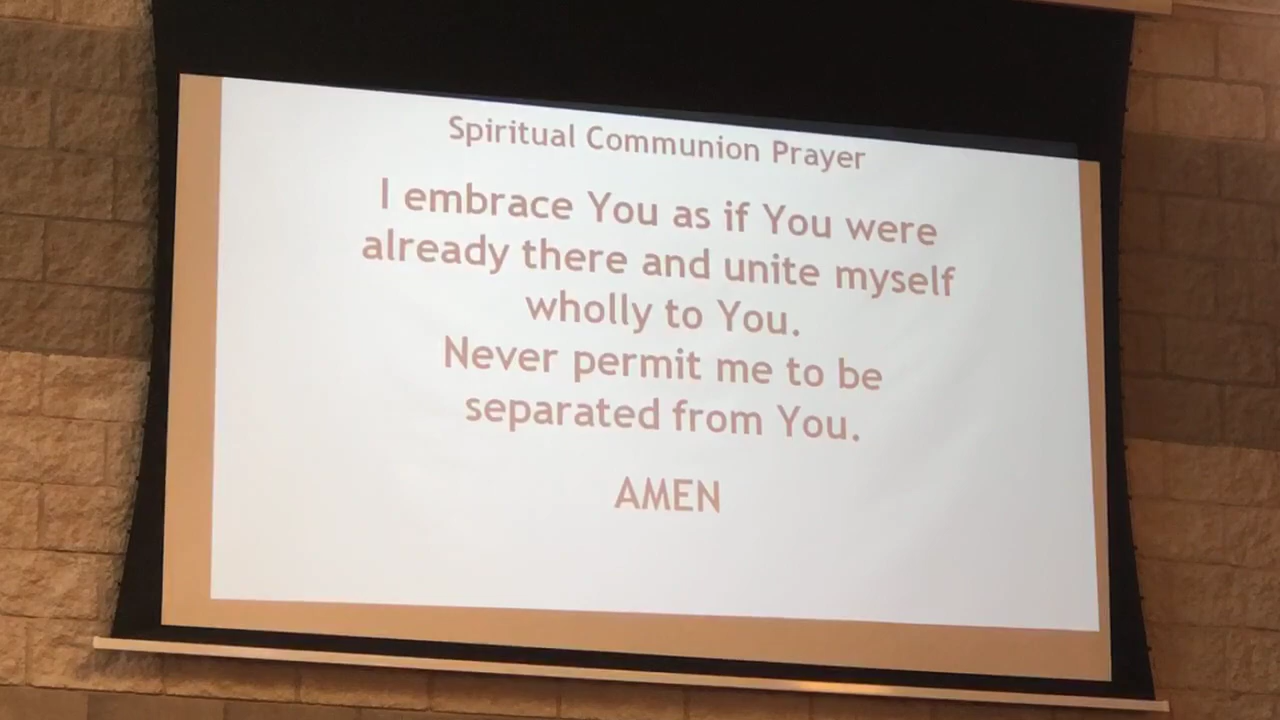 Spiritual Communion Prayer
I embrace You as if You were
already there and unite myself
wholly to You.
Never permit me to be
separated from You.
AMEN